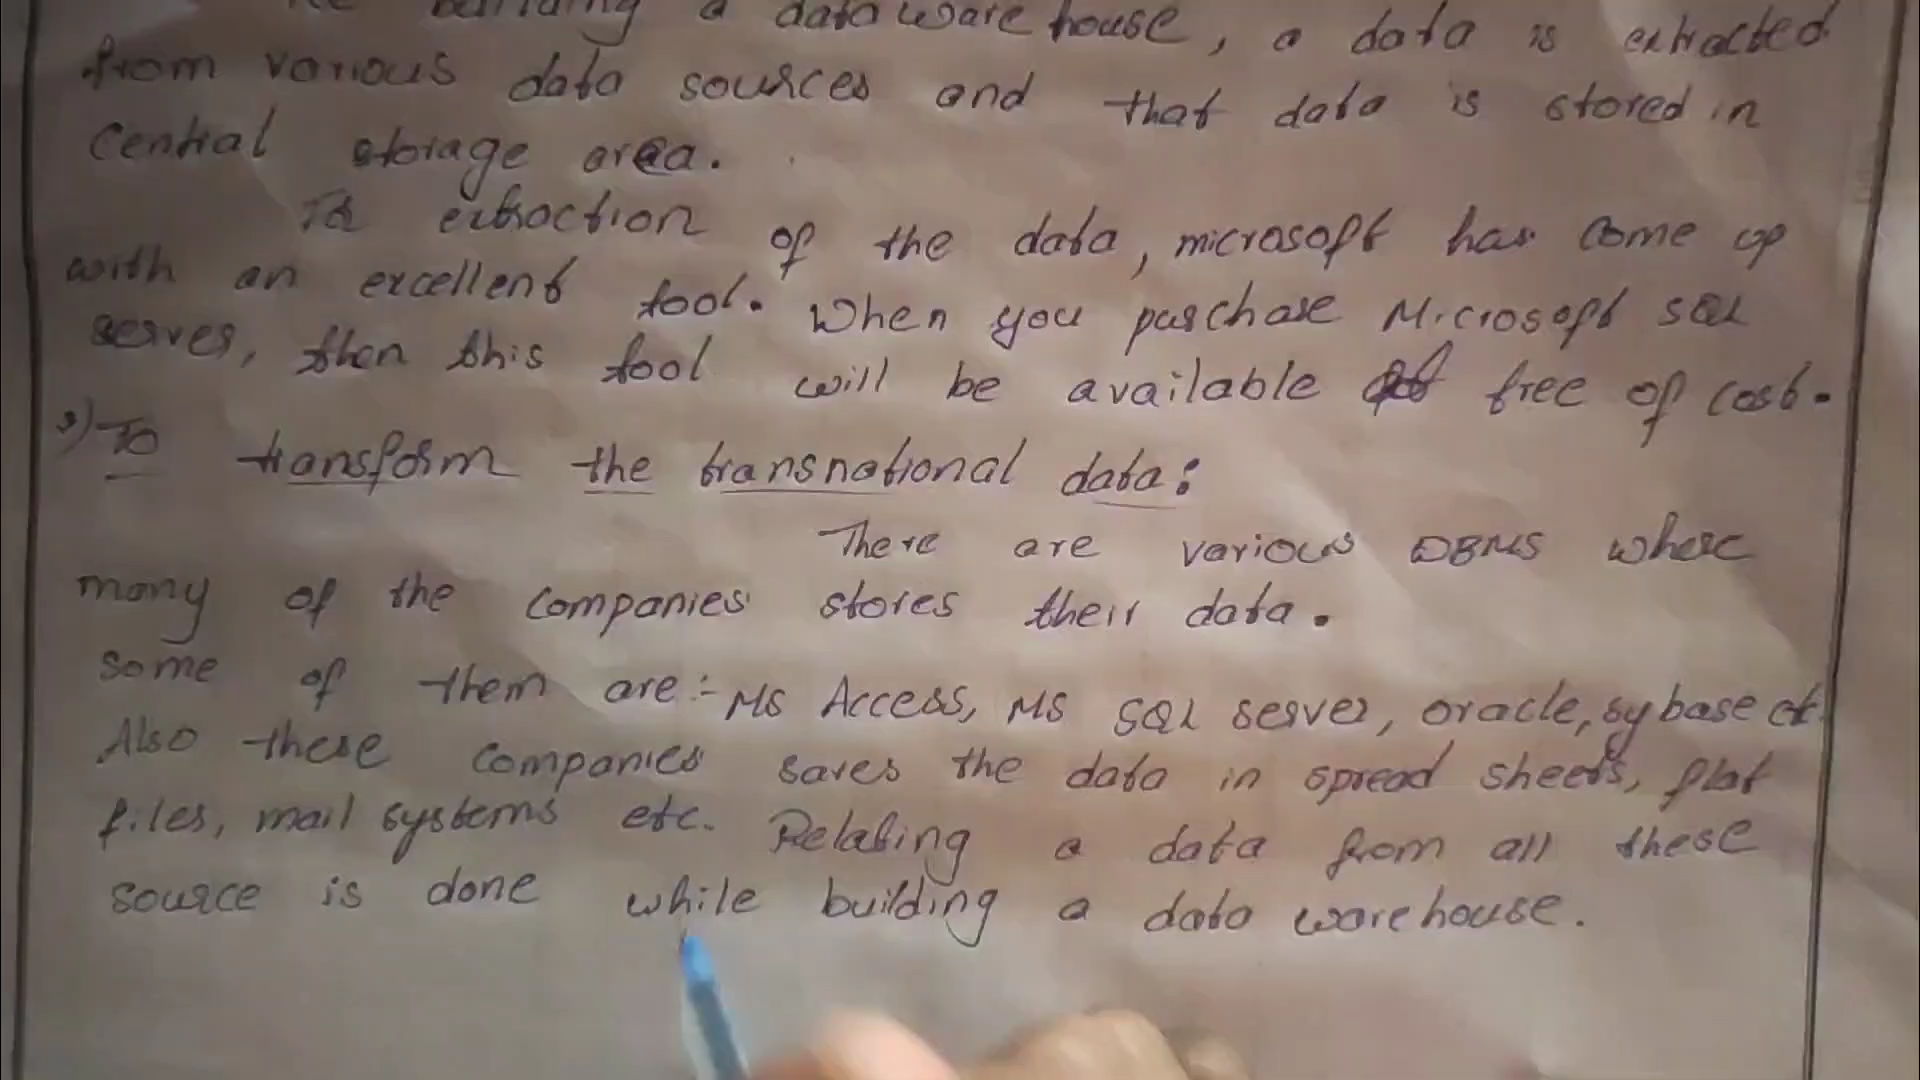 building a data ware house, a data is extracted
from various data sources and that data is stored in
Central storage area.
To extraction of the data, microsoft has come up
with an excellent tool. When you purchase Microsoft SQL
server, then this tool will be available free of cost.
To transform the transnational data:
There are various DBMS where
many of the companies stores their data.
some of them are:- MS Access, MS SQL server, oracle, sybase et
Also these companies saves the data in spread sheets, flat
files, mail systems etc. Relating a data from all these
source is done while building a data ware house.